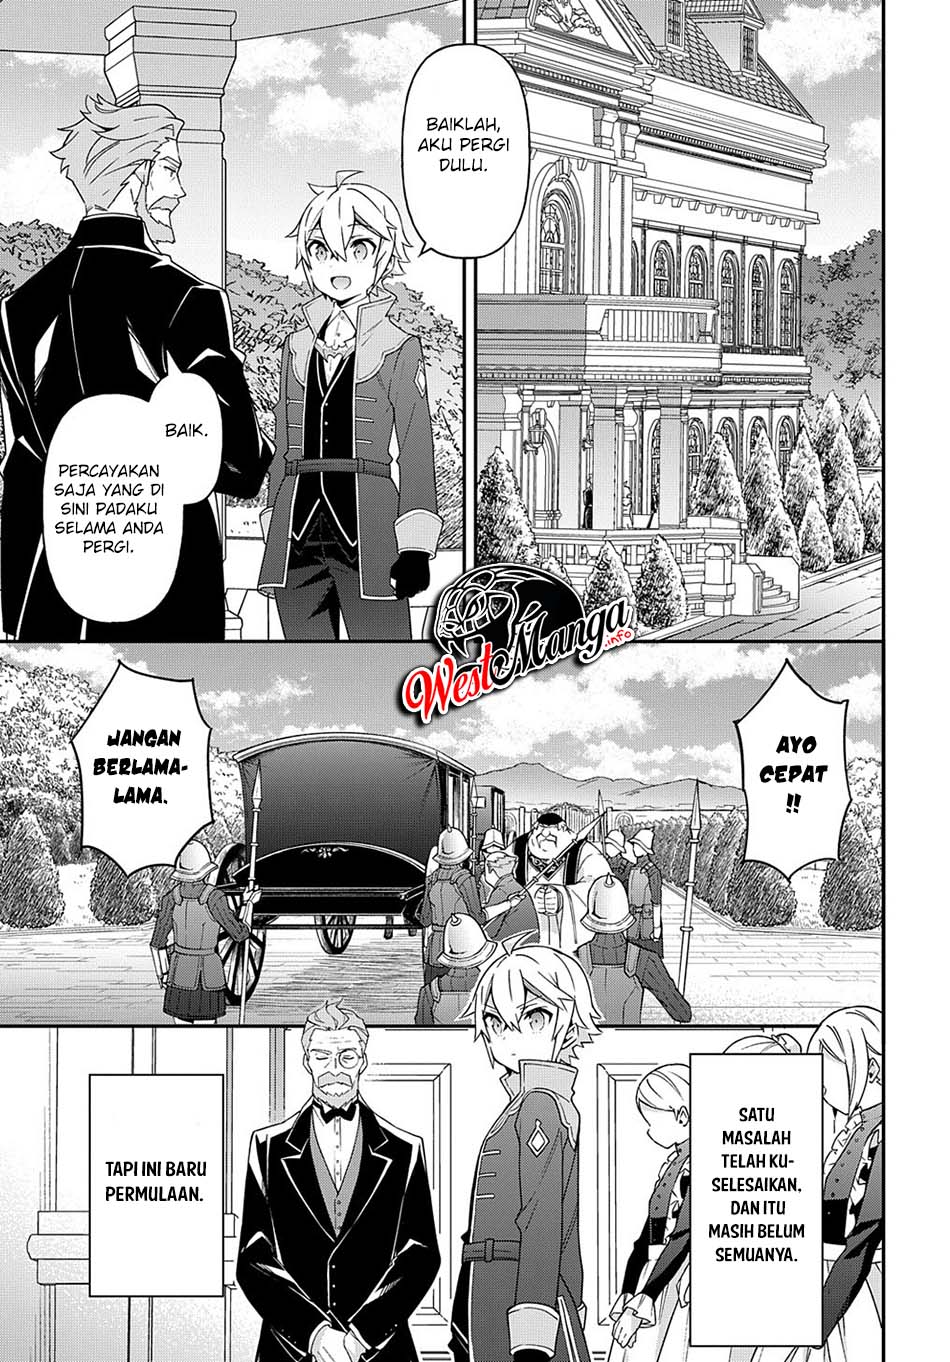 BAIKLAH,
AKU PERGI
DULU.
BAIK.
PERCAYAKAN
SAJA YANG DI
SINI PADAKU
SELAMA ANDA
PERGI.
WestManga
.info
AYO
CEPAT
!!
JANGAN
BERLAMA-
LAMA.
SATU
MASALAH
TELAH KU-
SELESAIKAN,
DAN ITU
MASIH BELUM
SEMUANYA.
TAPI INI BARU
PERMULAAN.